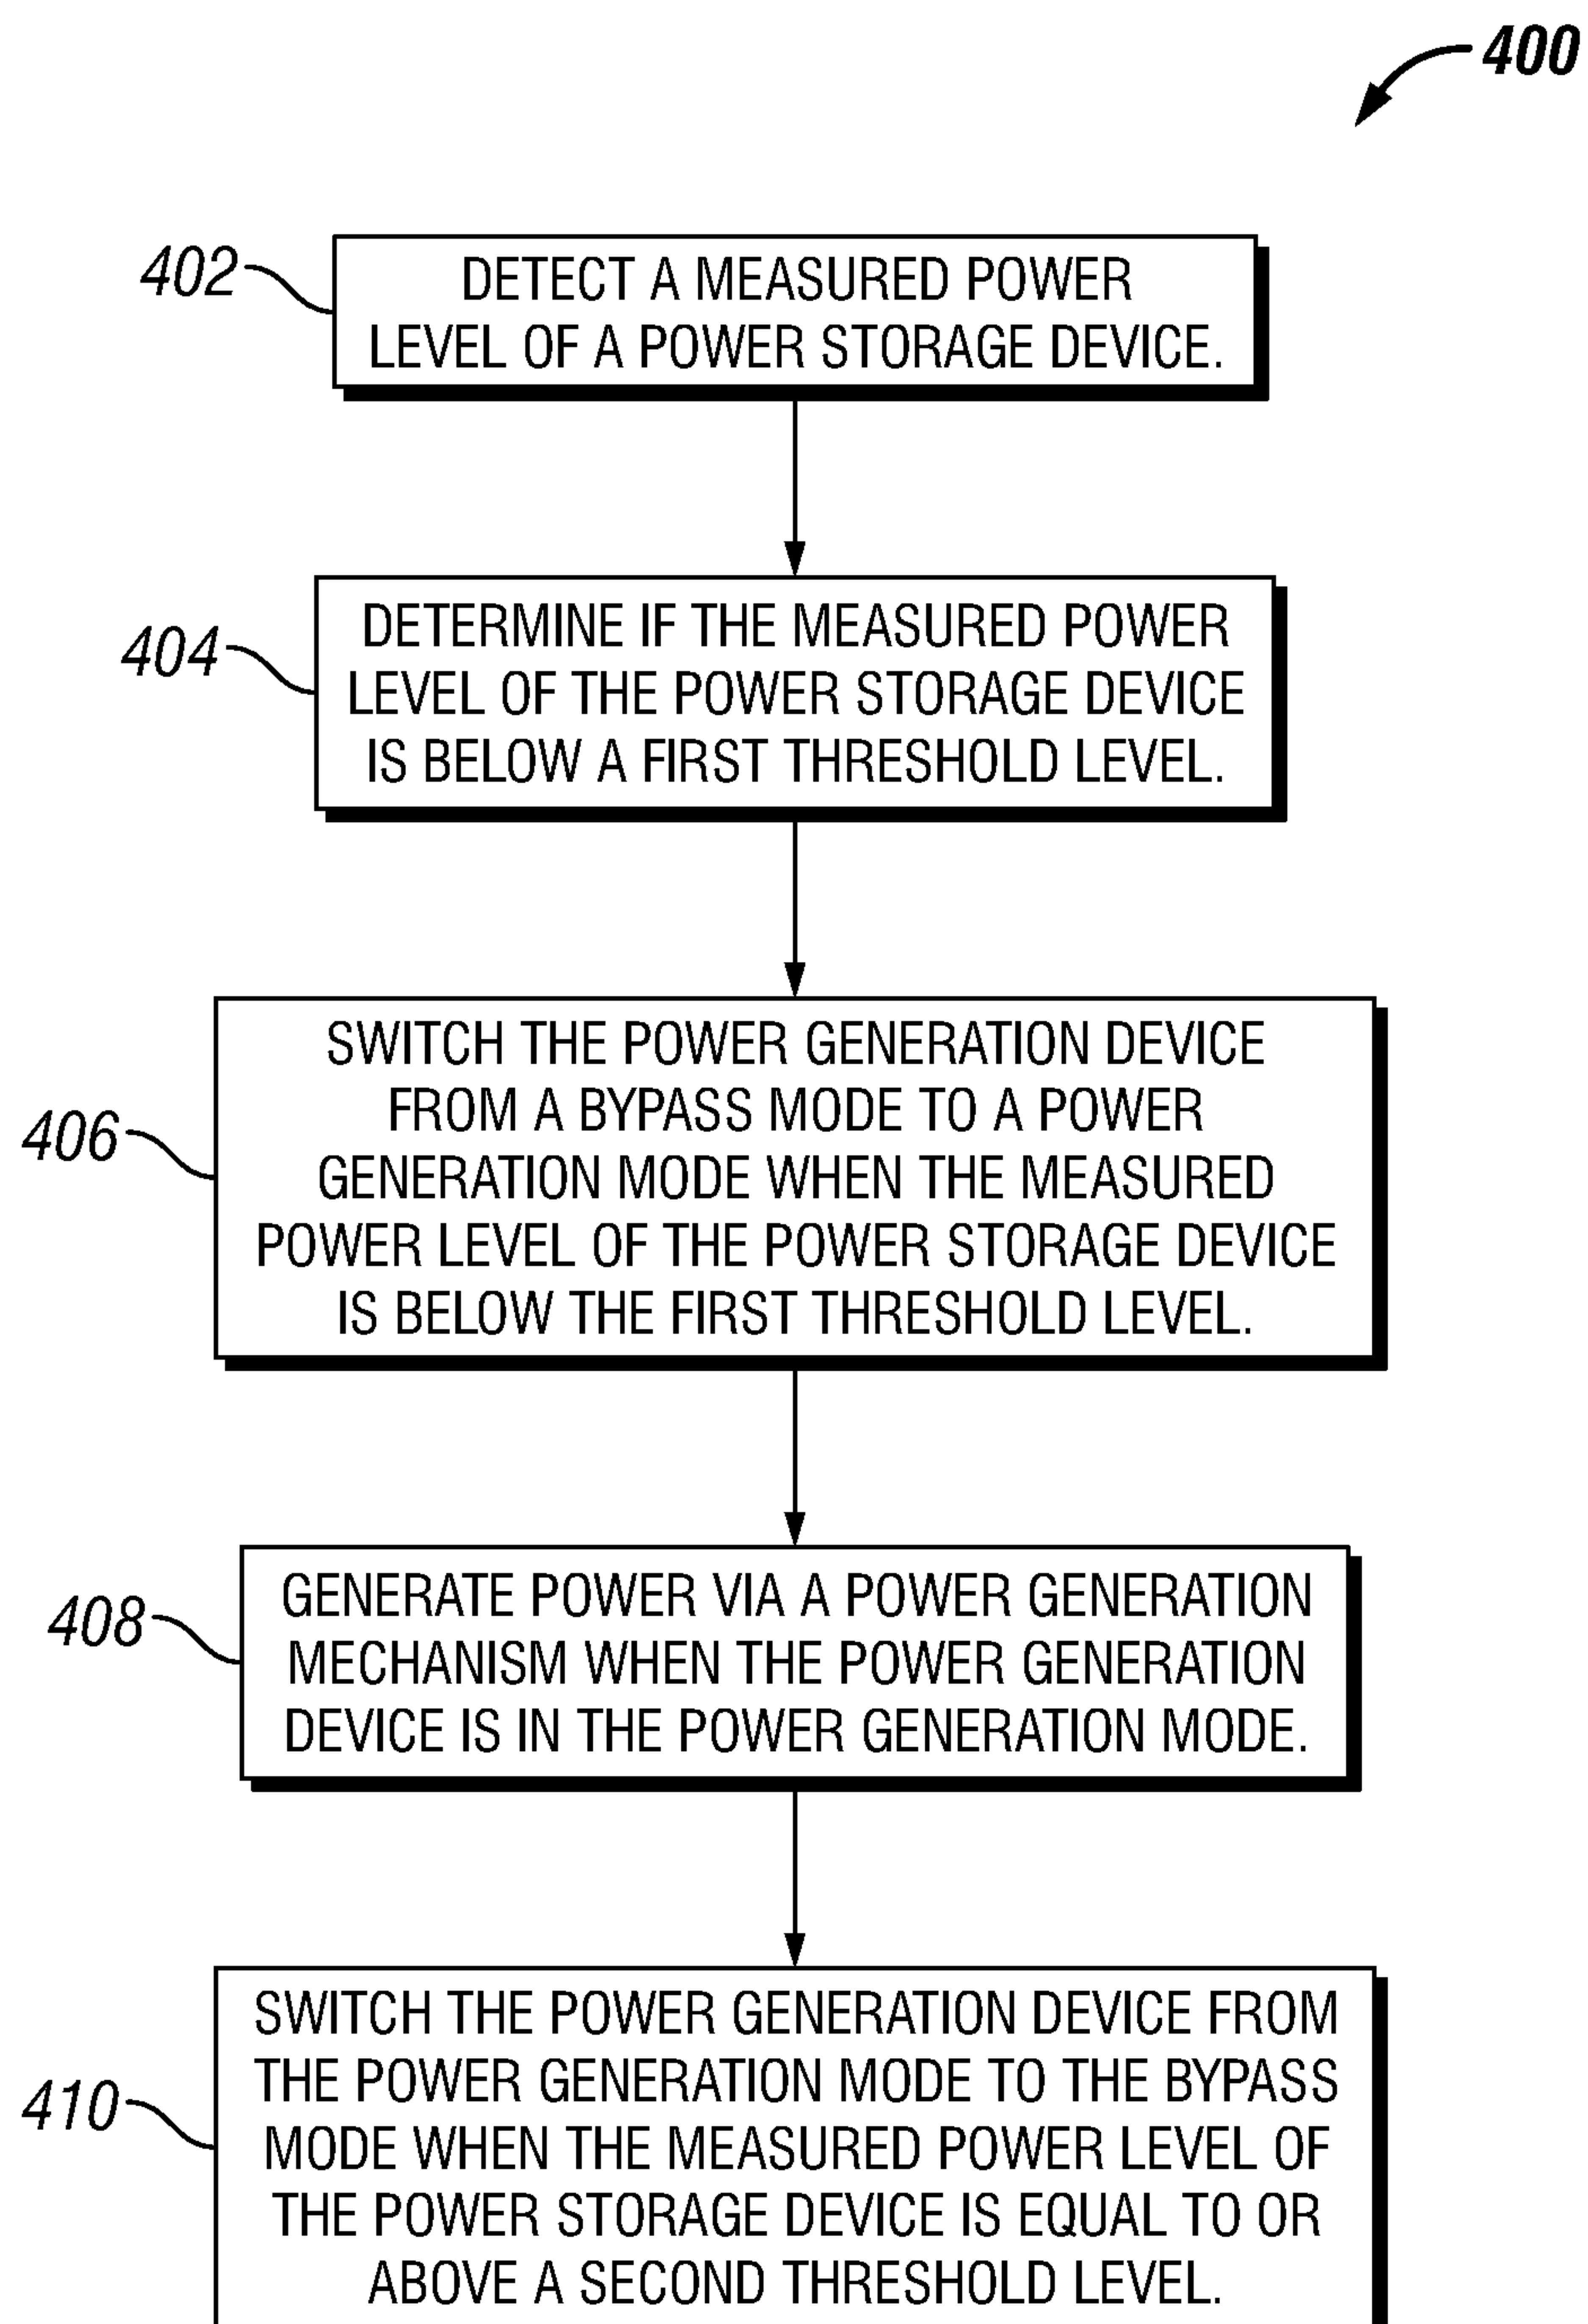 400
402
DETECT A MEASURED POWER
LEVEL OF A POWER STORAGE DEVICE.
404
DETERMINE IF THE MEASURED POWER
LEVEL OF THE POWER STORAGE DEVICE
IS BELOW A FIRST THRESHOLD LEVEL.
406
SWITCH THE POWER GENERATION DEVICE
FROM A BYPASS MODE TO A POWER
GENERATION MODE WHEN THE MEASURED
POWER LEVEL OF THE POWER STORAGE DEVICE
IS BELOW THE FIRST THRESHOLD LEVEL.
408
GENERATE POWER VIA A POWER GENERATION
MECHANISM WHEN THE POWER GENERATION
DEVICE IS IN THE POWER GENERATION MODE.
410
SWITCH THE POWER GENERATION DEVICE FROM
THE POWER GENERATION MODE TO THE BYPASS
MODE WHEN THE MEASURED POWER LEVEL OF
THE POWER STORAGE DEVICE IS EQUAL TO OR
ABOVE A SECOND THRESHOLD LEVEL.